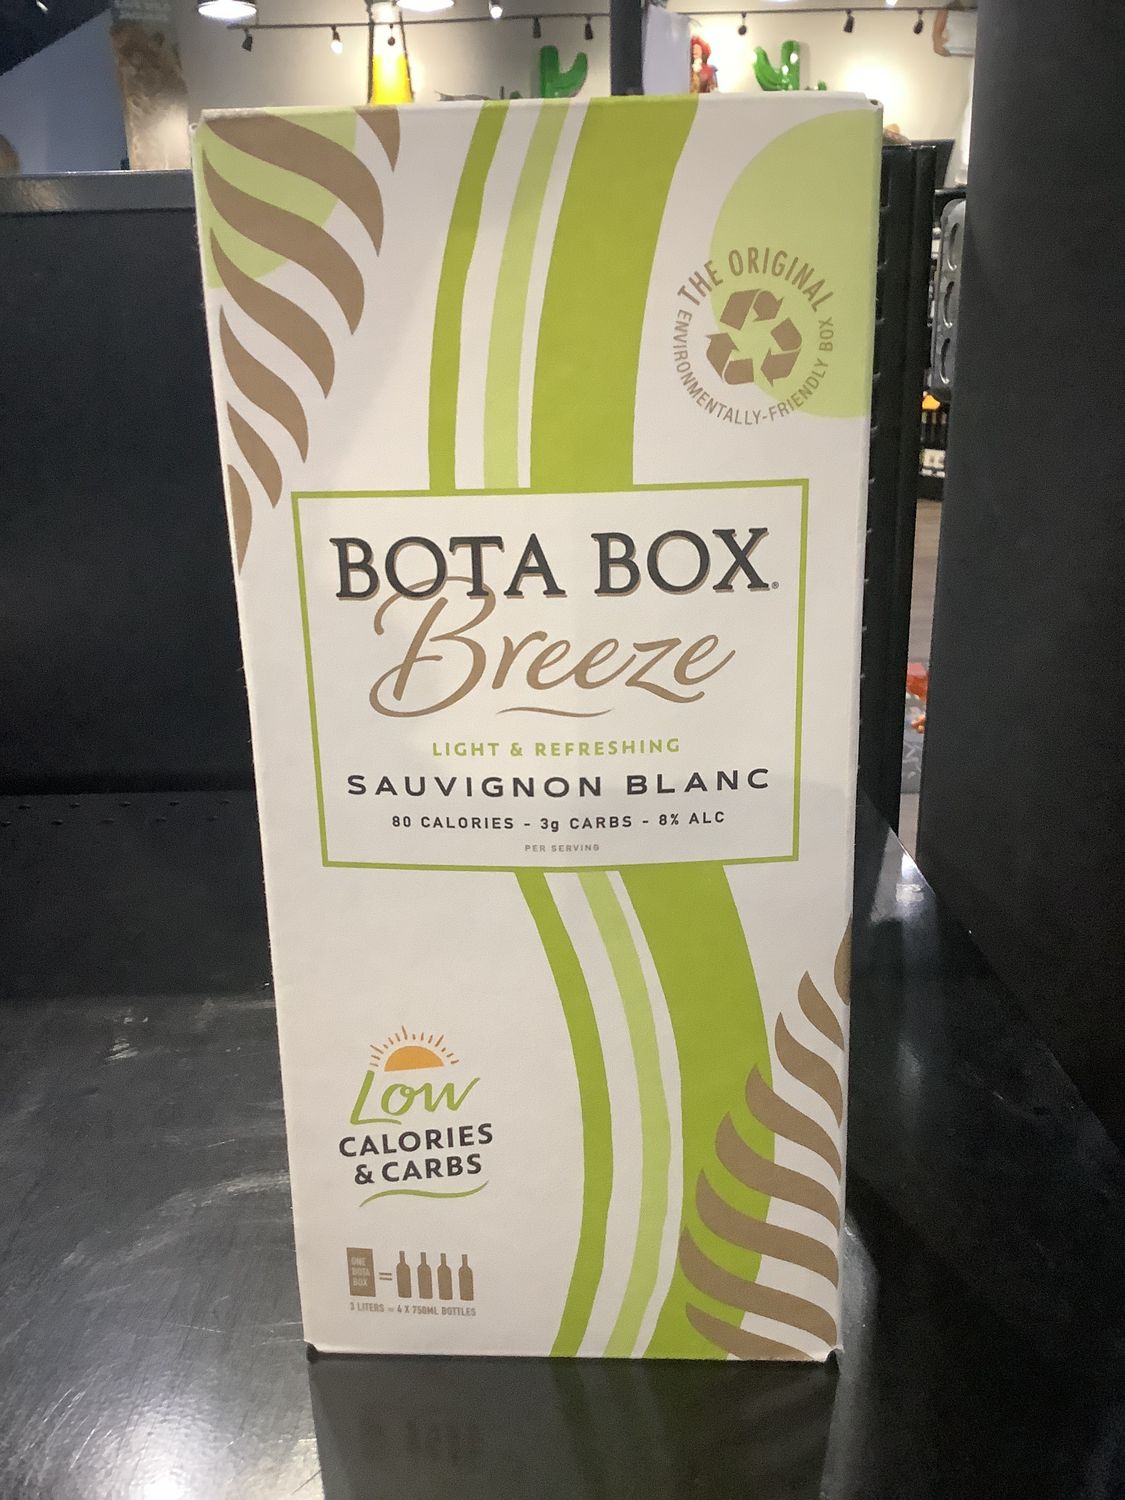 THE ORIGINAL
ENVIRONMENTALLY-FRIENDLY BOX
BOTA BOX®
Breeze
LIGHT & REFRESHING
SAUVIGNON BLANC
80 CALORIES - 3g CARBS - 8% ALC
PER SERVING
Low
CALORIES
& CARBS
ONE
BOTA
BOX
=
3 LITERS = 4 X 750ML BOTTLES